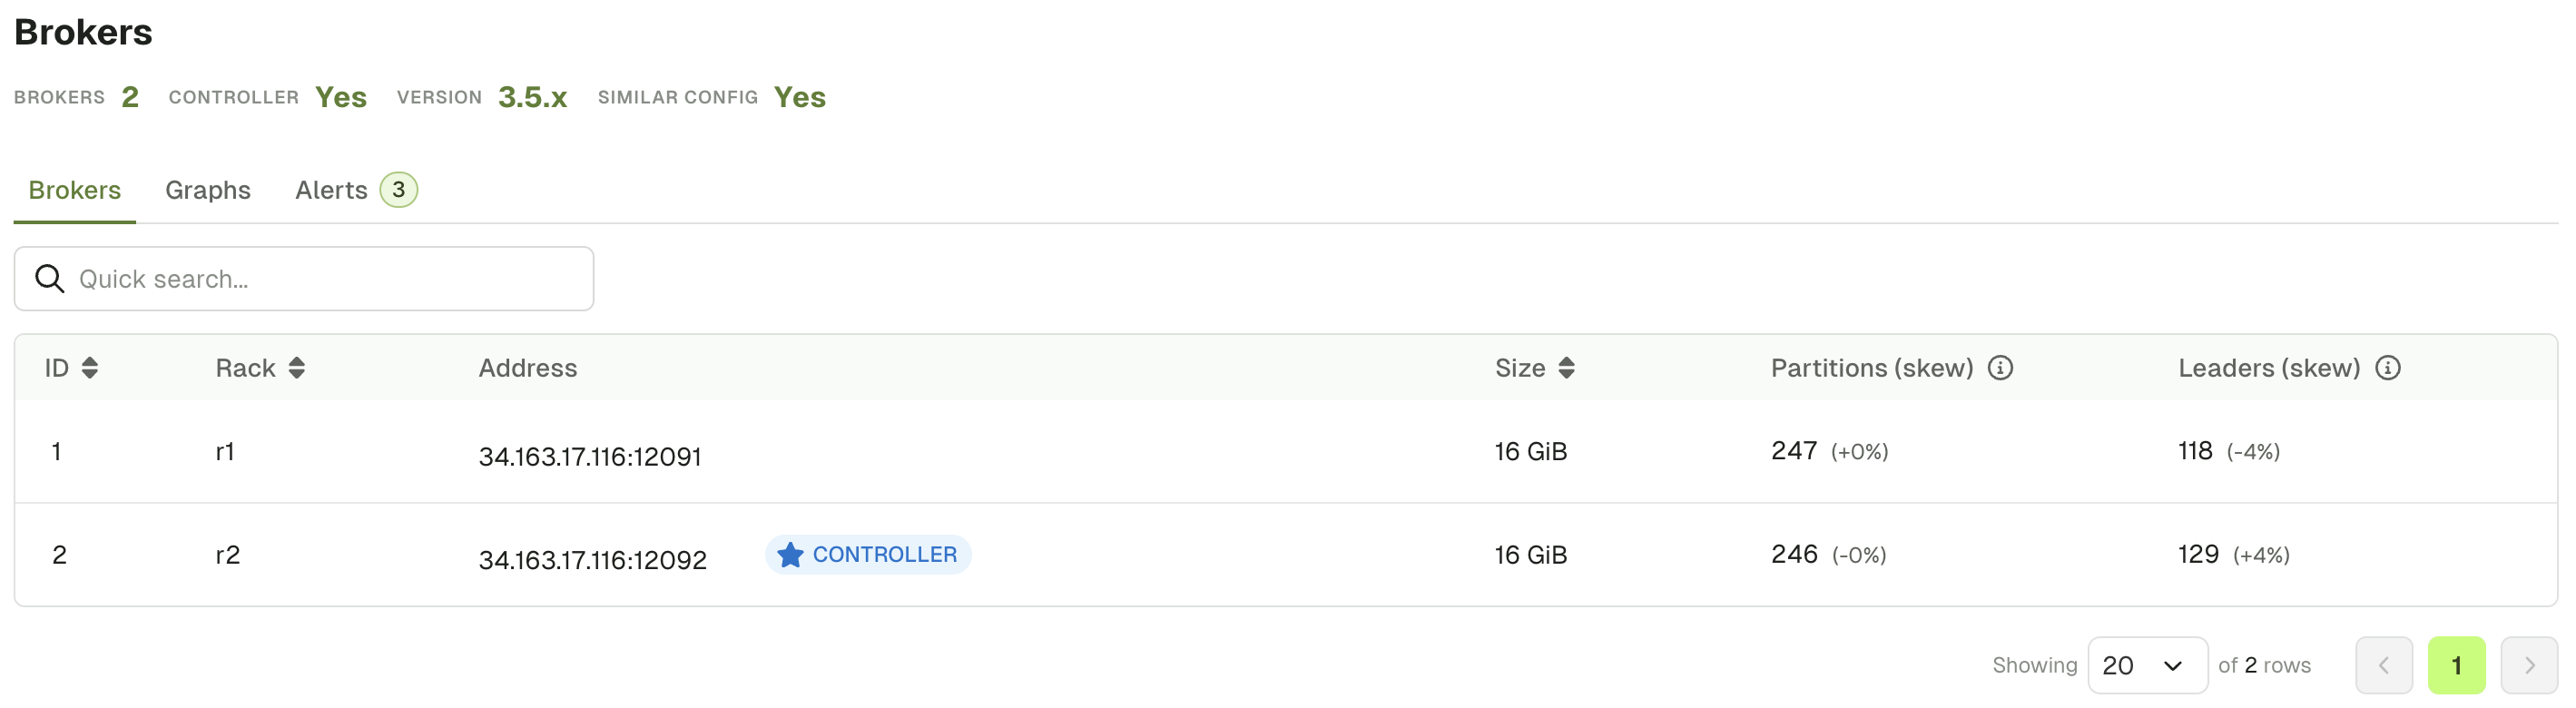 Brokers
BROKERS 2 CONTROLLER Yes VERSION 3.5.x SIMILAR CONFIG Yes
Brokers Graphs Alerts 3
Quick search...
ID Rack Address Size Partitions (skew) Leaders (skew)
1 r1 34.163.17.116:12091 16 GiB 247 (+0%) 118 (-4%)
2 r2 34.163.17.116:12092 CONTROLLER 16 GiB 246 (-0%) 129 (+4%)
Showing 20 of 2 rows 1